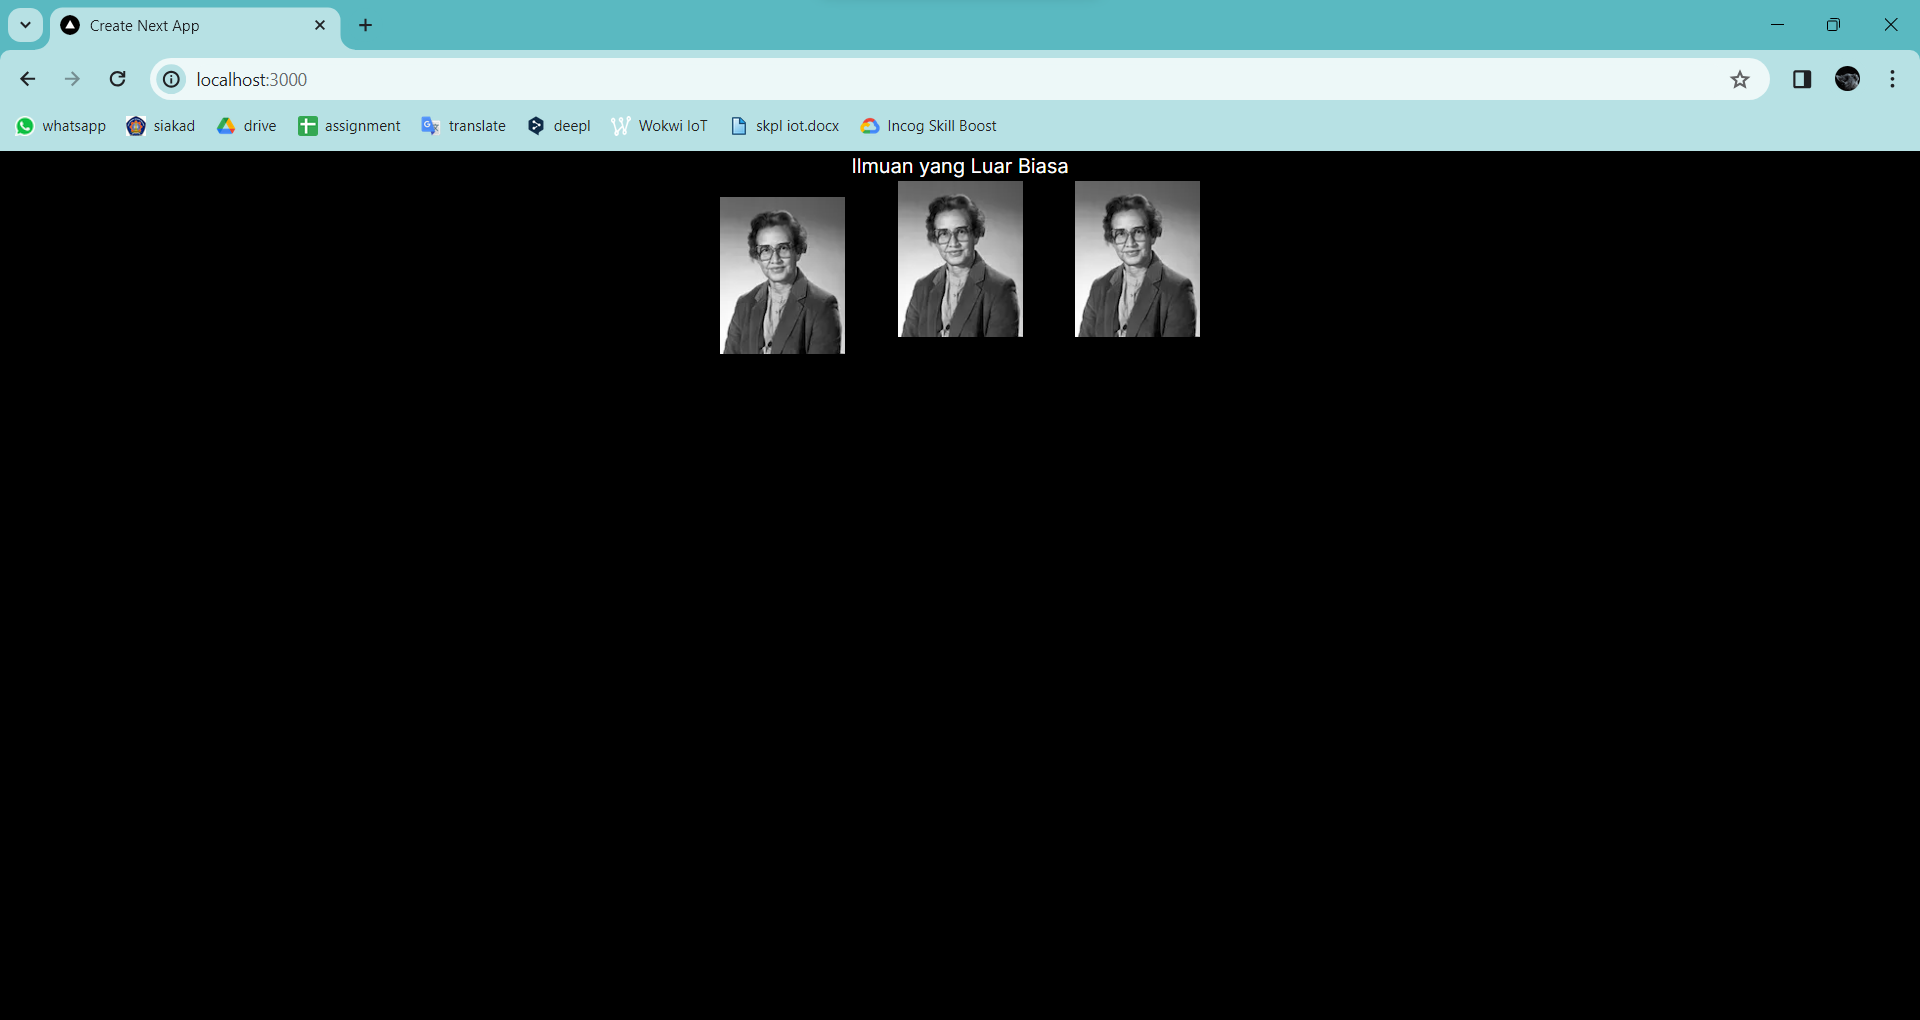 Create Next App
localhost:3000
whatsapp siakad drive assignment translate deepl Wokwi IoT skpl iot.docx Incog Skill Boost
Ilmuan yang Luar Biasa